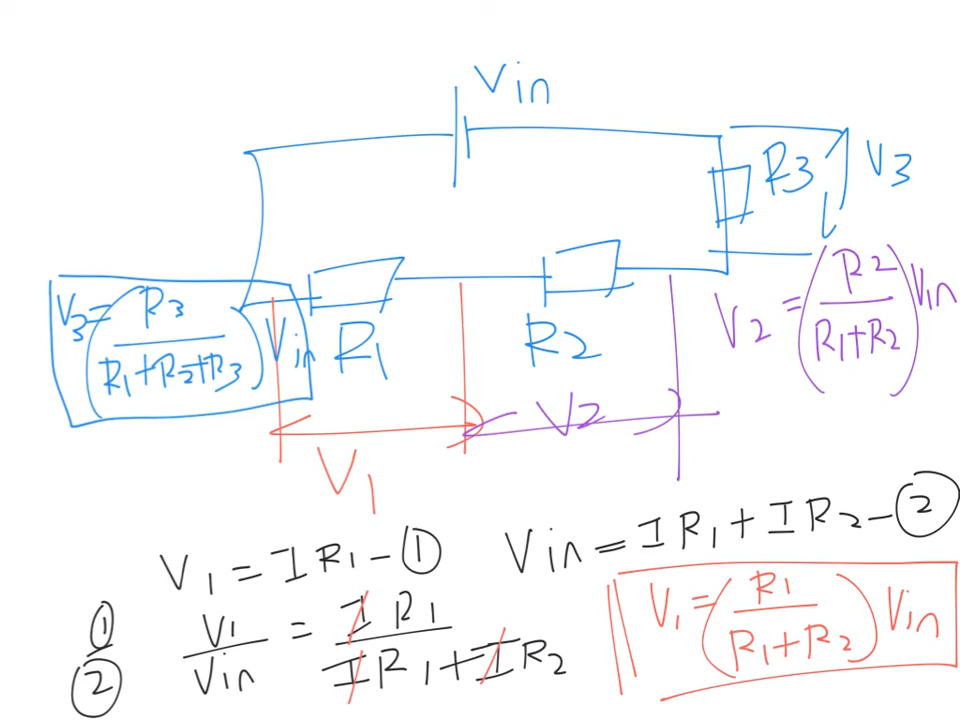 Vin
R3
V3
V3 = (R3 / (R1+R2+R3)) Vin
R1
R2
V2 = (R2 / (R1+R2)) Vin
V1
V2
V1 = IR1 – ①
Vin = IR1 + IR2 – ②
①/② V1/Vin = IR1 / (IR1 + IR2)
V1 = (R1 / (R1+R2)) Vin